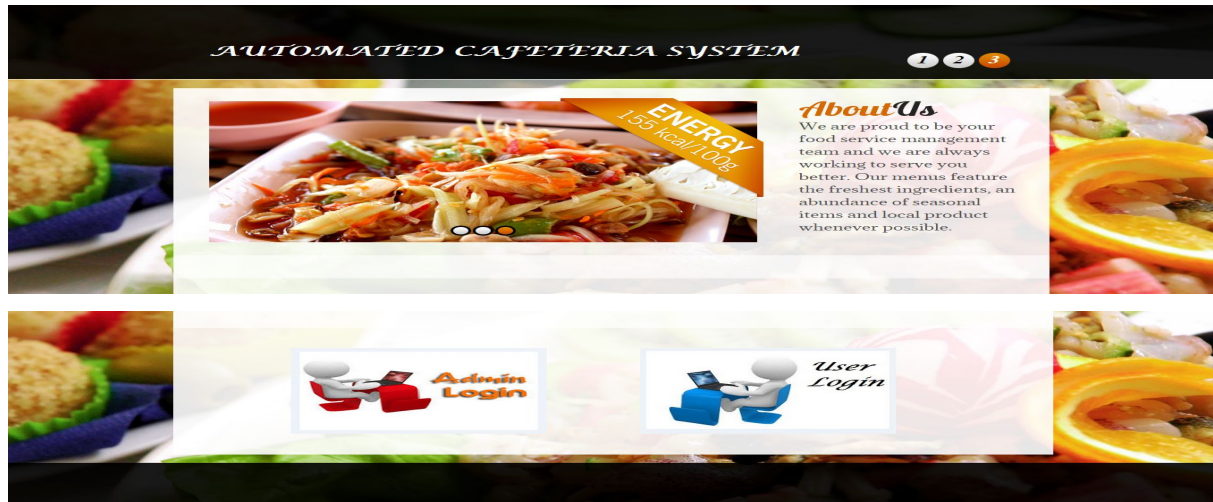 AUTOMATED CAFETERIA SYSTEM
1 2 3
ENERGY
155 kcal/100g
AboutUs
We are proud to be your
food service management
team and we are always
working to serve you
better. Our menus feature
the freshest ingredients, an
abundance of seasonal
items and local product
whenever possible.
Admin
Login
User
Login